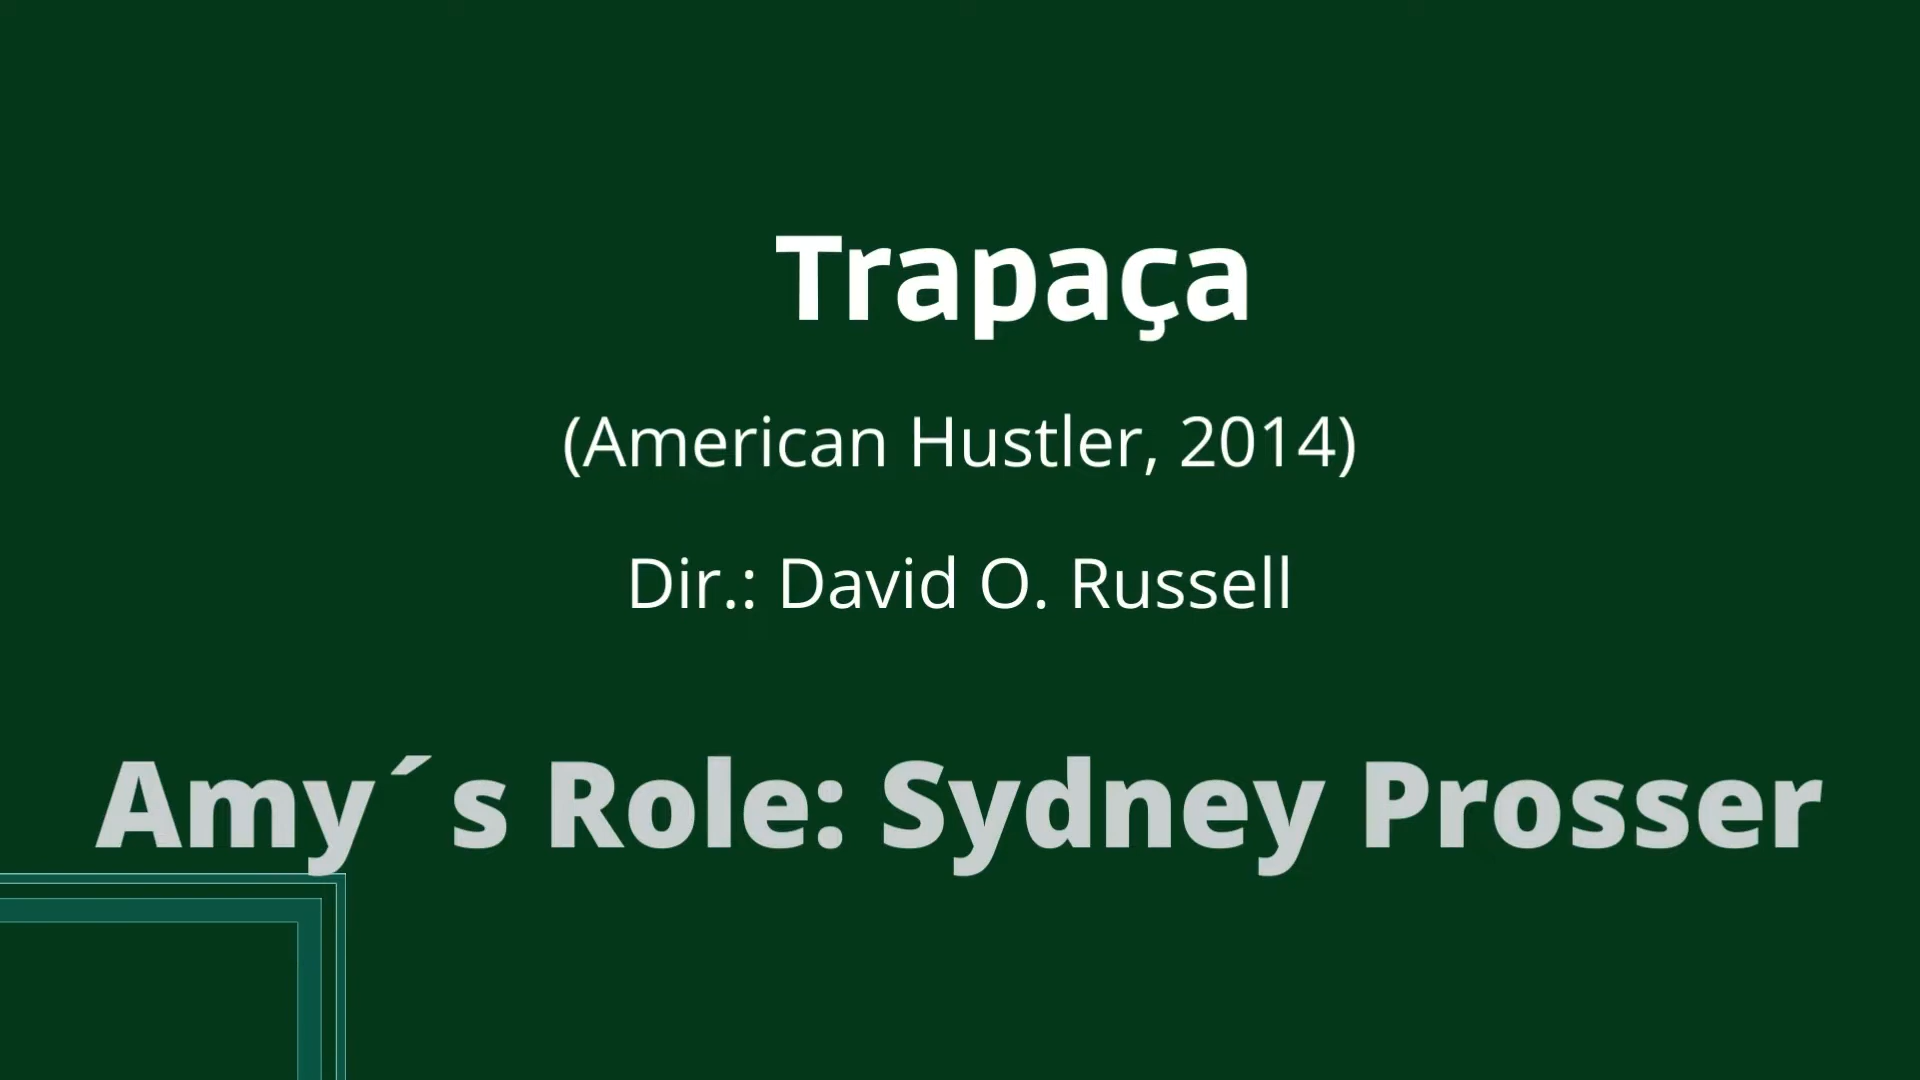 Trapaça
(American Hustler, 2014)
Dir.: David O. Russell
Amy´s Role: Sydney Prosser